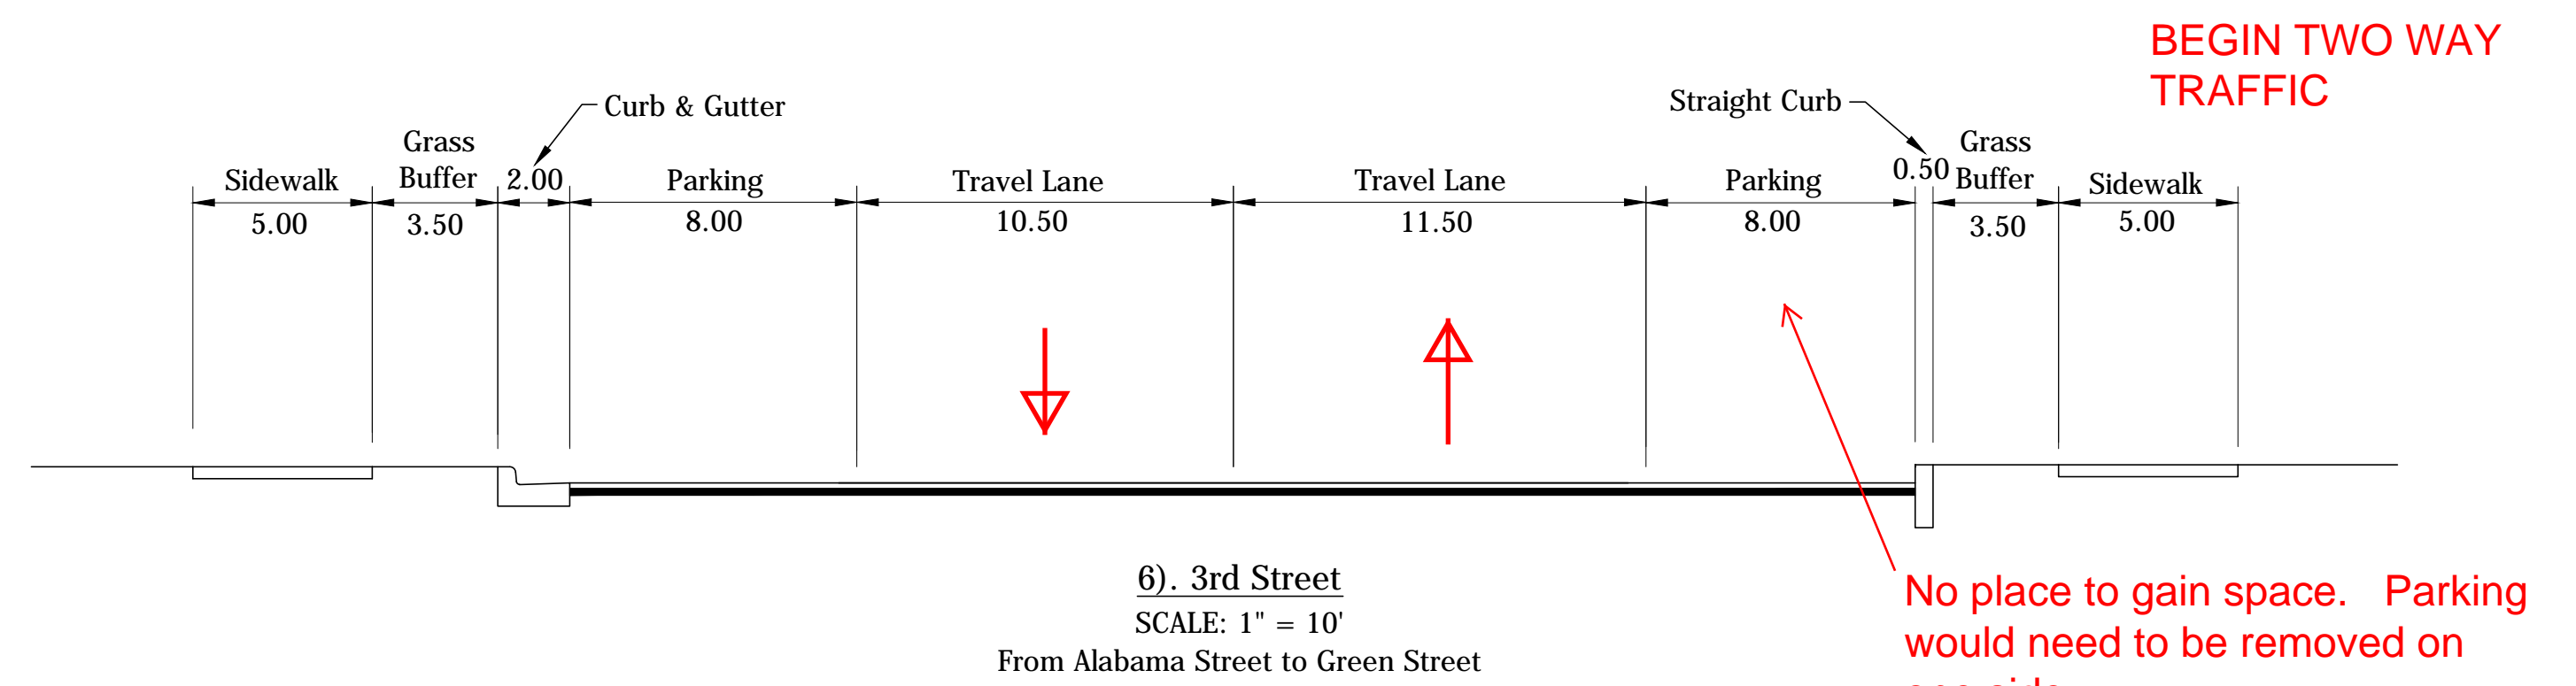 BEGIN TWO WAY
TRAFFIC
Curb & Gutter
Straight Curb
Sidewalk
5.00
Grass
Buffer
3.50
2.00
Parking
8.00
Travel Lane
10.50
Travel Lane
11.50
Parking
8.00
0.50
Grass
Buffer
3.50
Sidewalk
5.00
6). 3rd Street
SCALE: 1" = 10'
From Alabama Street to Green Street
No place to gain space. Parking
would need to be removed on